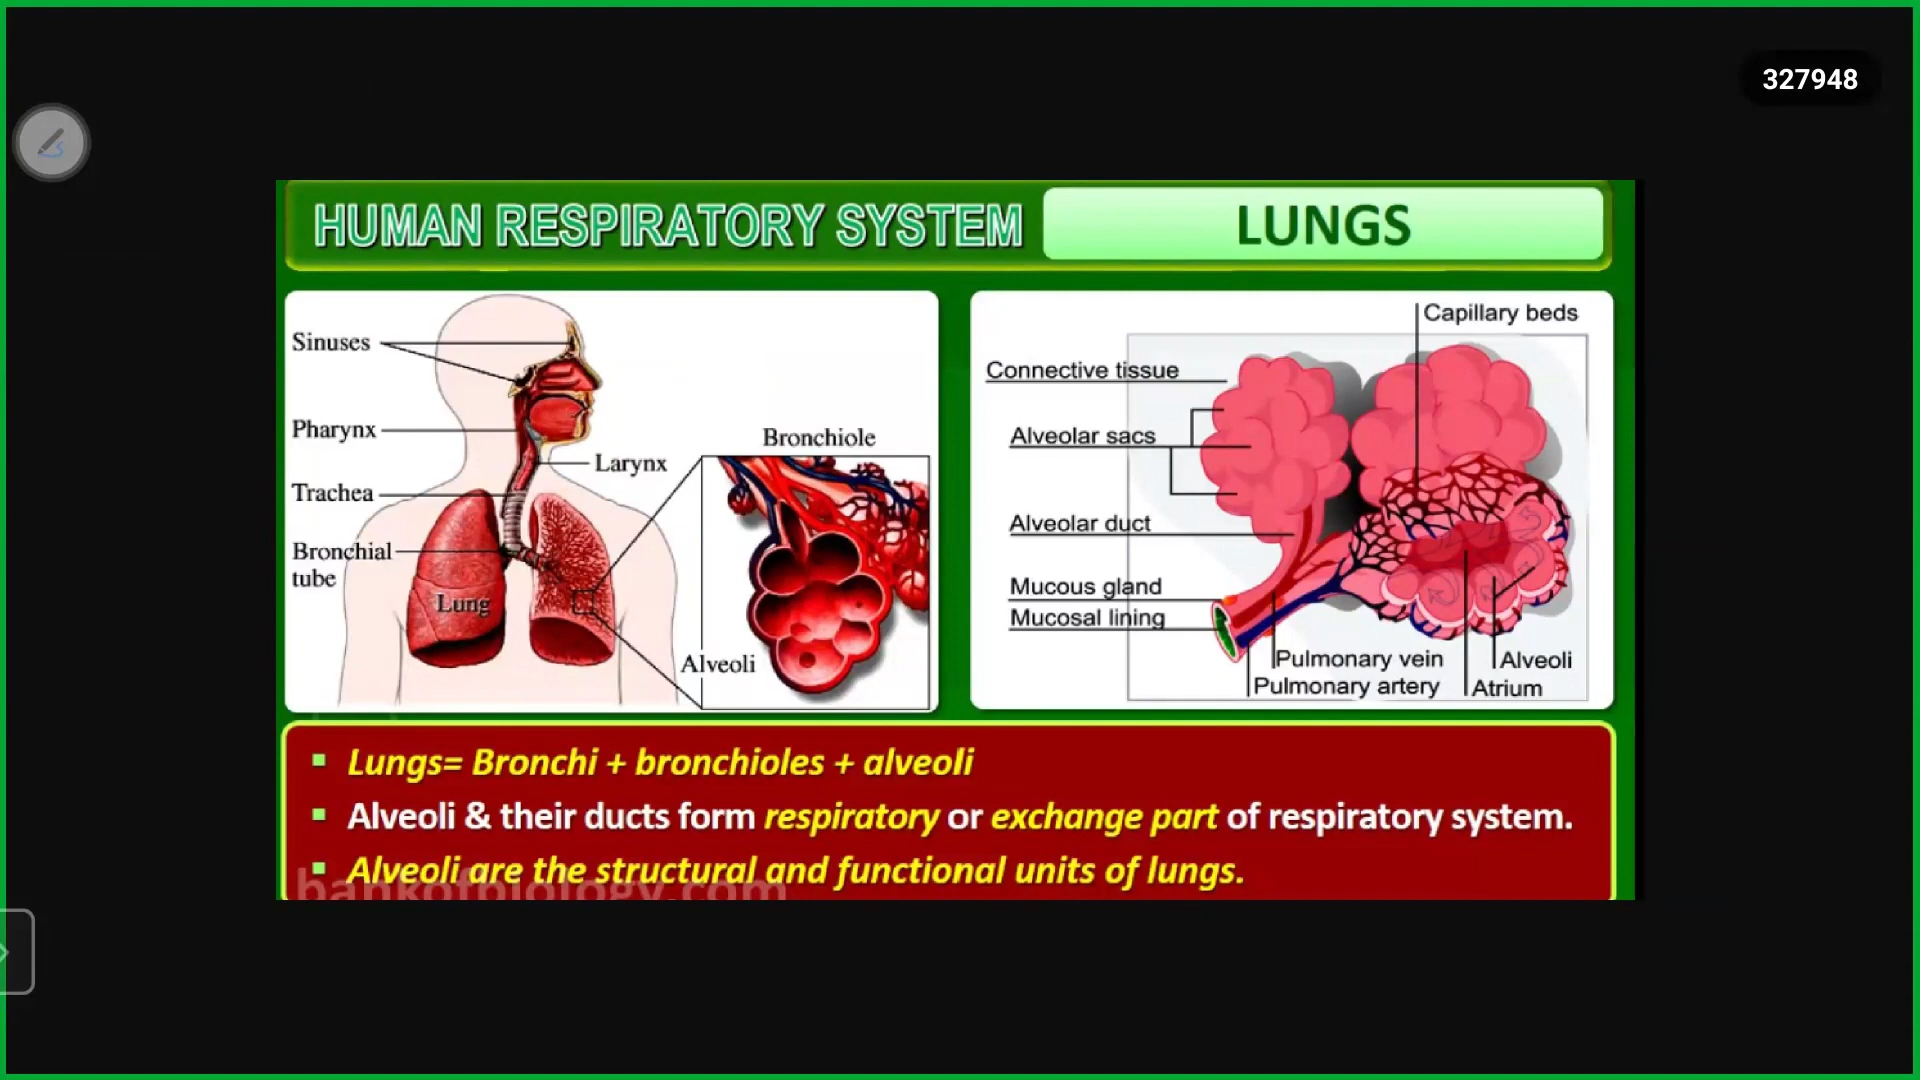 327948
HUMAN RESPIRATORY SYSTEM
LUNGS
Sinuses
Pharynx
Larynx
Trachea
Bronchial
tube
Lung
Bronchiole
Alveoli
Capillary beds
Connective tissue
Alveolar sacs
Alveolar duct
Mucous gland
Mucosal lining
Pulmonary vein
Pulmonary artery
Alveoli
Atrium
Lungs= Bronchi + bronchioles + alveoli
Alveoli & their ducts form respiratory or exchange part of respiratory system.
Alveoli are the structural and functional units of lungs.
bankofbiology.com